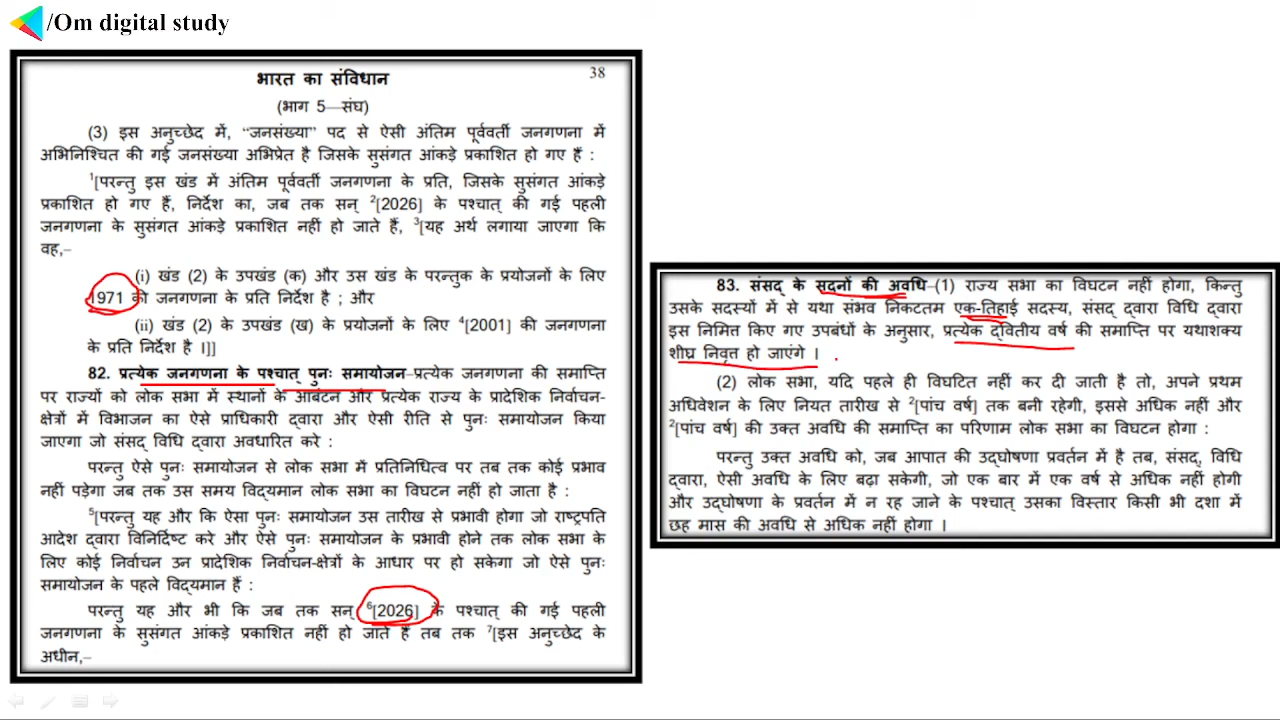 /Om digital study
भारत का संविधान
38
(भाग 5—संघ)
(3) इस अनुच्छेद में, “जनसंख्या” पद से ऐसी अंतिम पूर्ववर्ती जनगणना में
अभिनिश्चित की गई जनसंख्या अभिप्रेत है जिसके सुसंगत आंकड़े प्रकाशित हो गए हैं :
¹[परन्तु इस खंड में अंतिम पूर्ववर्ती जनगणना के प्रति, जिसके सुसंगत आंकड़े
प्रकाशित हो गए हैं, निर्देश का, जब तक सन् ²[2026] के पश्चात् की गई पहली
जनगणना के सुसंगत आंकड़े प्रकाशित नहीं हो जाते हैं, ³[यह अर्थ लगाया जाएगा कि
वह,–
(i) खंड (2) के उपखंड (क) और उस खंड के परन्तुक के प्रयोजनों के लिए
1971 की जनगणना के प्रति निर्देश है ; और
(ii) खंड (2) के उपखंड (ख) के प्रयोजनों के लिए ⁴[2001] की जनगणना
के प्रति निर्देश है ।]]
82. प्रत्येक जनगणना के पश्चात् पुनः समायोजन–प्रत्येक जनगणना की समाप्ति
पर राज्यों को लोक सभा में स्थानों के आबंटन और प्रत्येक राज्य के प्रादेशिक निर्वाचन-
क्षेत्रों में विभाजन का ऐसे प्राधिकारी द्वारा और ऐसी रीति से पुनः समायोजन किया
जाएगा जो संसद् विधि द्वारा अवधारित करे :
परन्तु ऐसे पुनः समायोजन से लोक सभा में प्रतिनिधित्व पर तब तक कोई प्रभाव
नहीं पड़ेगा जब तक उस समय विद्यमान लोक सभा का विघटन नहीं हो जाता है :
⁵[परन्तु यह और कि ऐसा पुनः समायोजन उस तारीख से प्रभावी होगा जो राष्ट्रपति
आदेश द्वारा विनिर्दिष्ट करे और ऐसे पुनः समायोजन के प्रभावी होने तक लोक सभा के
लिए कोई निर्वाचन उन प्रादेशिक निर्वाचन-क्षेत्रों के आधार पर हो सकेगा जो ऐसे पुनः
समायोजन के पहले विद्यमान हैं :
परन्तु यह और भी कि जब तक सन् ⁶[2026] के पश्चात् की गई पहली
जनगणना के सुसंगत आंकड़े प्रकाशित नहीं हो जाते हैं तब तक ⁷[इस अनुच्छेद के
अधीन,–
83. संसद् के सदनों की अवधि–(1) राज्य सभा का विघटन नहीं होगा, किन्तु
उसके सदस्यों में से यथा संभव निकटतम एक-तिहाई सदस्य, संसद् द्वारा विधि द्वारा
इस निमित्त किए गए उपबंधों के अनुसार, प्रत्येक द्वितीय वर्ष की समाप्ति पर यथाशक्य
शीघ्र निवृत्त हो जाएंगे ।
(2) लोक सभा, यदि पहले ही विघटित नहीं कर दी जाती है तो, अपने प्रथम
अधिवेशन के लिए नियत तारीख से ²[पांच वर्ष] तक बनी रहेगी, इससे अधिक नहीं और
²[पांच वर्ष] की उक्त अवधि की समाप्ति का परिणाम लोक सभा का विघटन होगा :
परन्तु उक्त अवधि को, जब आपात की उद्घोषणा प्रवर्तन में है तब, संसद्, विधि
द्वारा, ऐसी अवधि के लिए बढ़ा सकेगी, जो एक बार में एक वर्ष से अधिक नहीं होगी
और उद्घोषणा के प्रवर्तन में न रह जाने के पश्चात् उसका विस्तार किसी भी दशा में
छह मास की अवधि से अधिक नहीं होगा ।